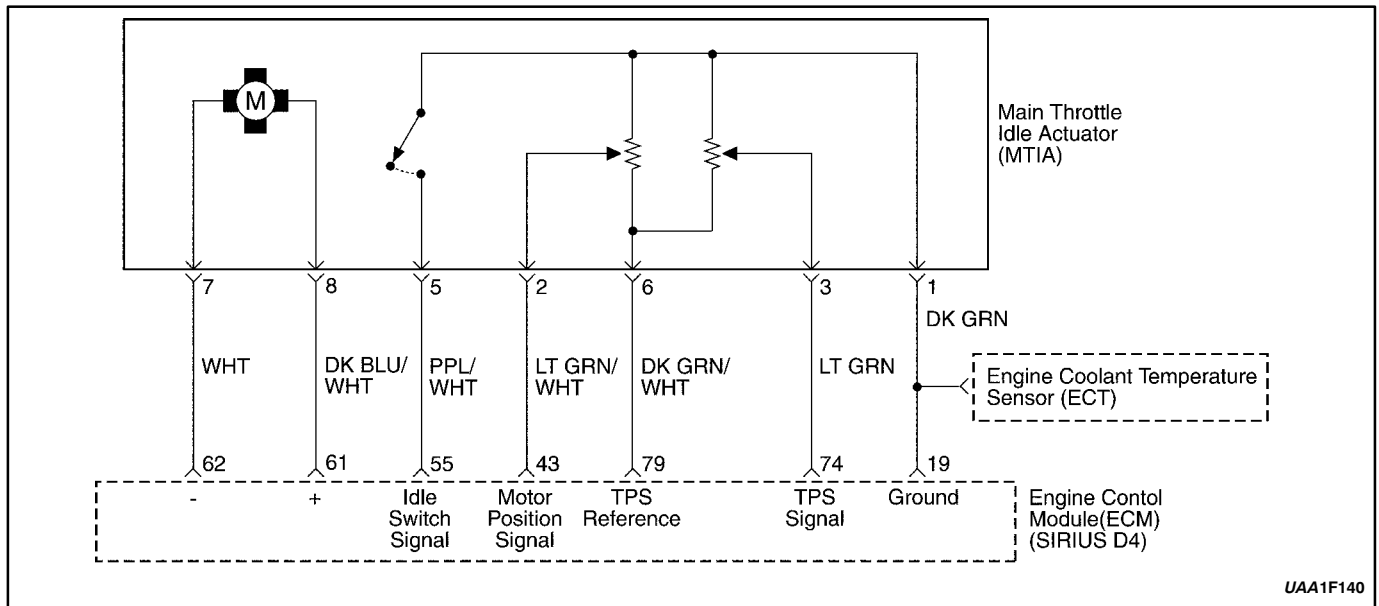 M
Main Throttle
Idle Actuator
(MTIA)
7
8
5
2
6
3
1
DK GRN
WHT
DK BLU/
WHT
PPL/
WHT
LT GRN/
WHT
DK GRN/
WHT
LT GRN
Engine Coolant Temperature
Sensor (ECT)
62
61
55
43
79
74
19
-
+
Idle
Switch
Signal
Motor
Position
Signal
TPS
Reference
TPS
Signal
Ground
Engine Contol
Module(ECM)
(SIRIUS D4)
UAA1F140